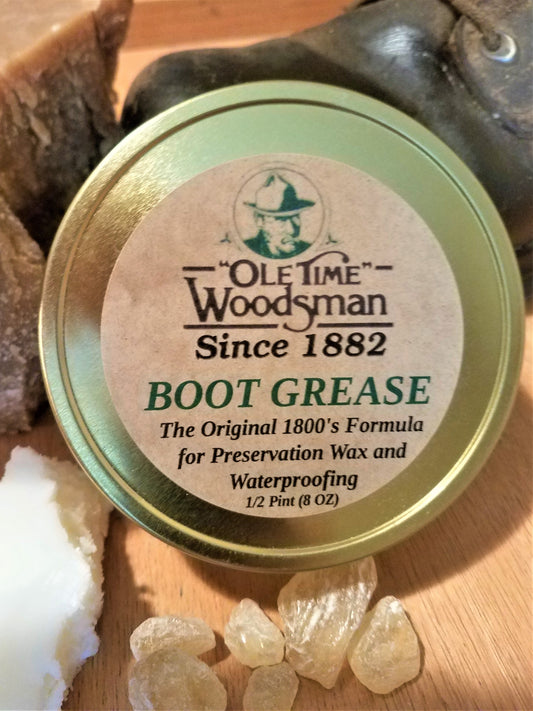 "OLE TIME"
Woodsman
Since 1882
BOOT GREASE
The Original 1800's Formula
for Preservation Wax and
Waterproofing
1/2 Pint (8 OZ)